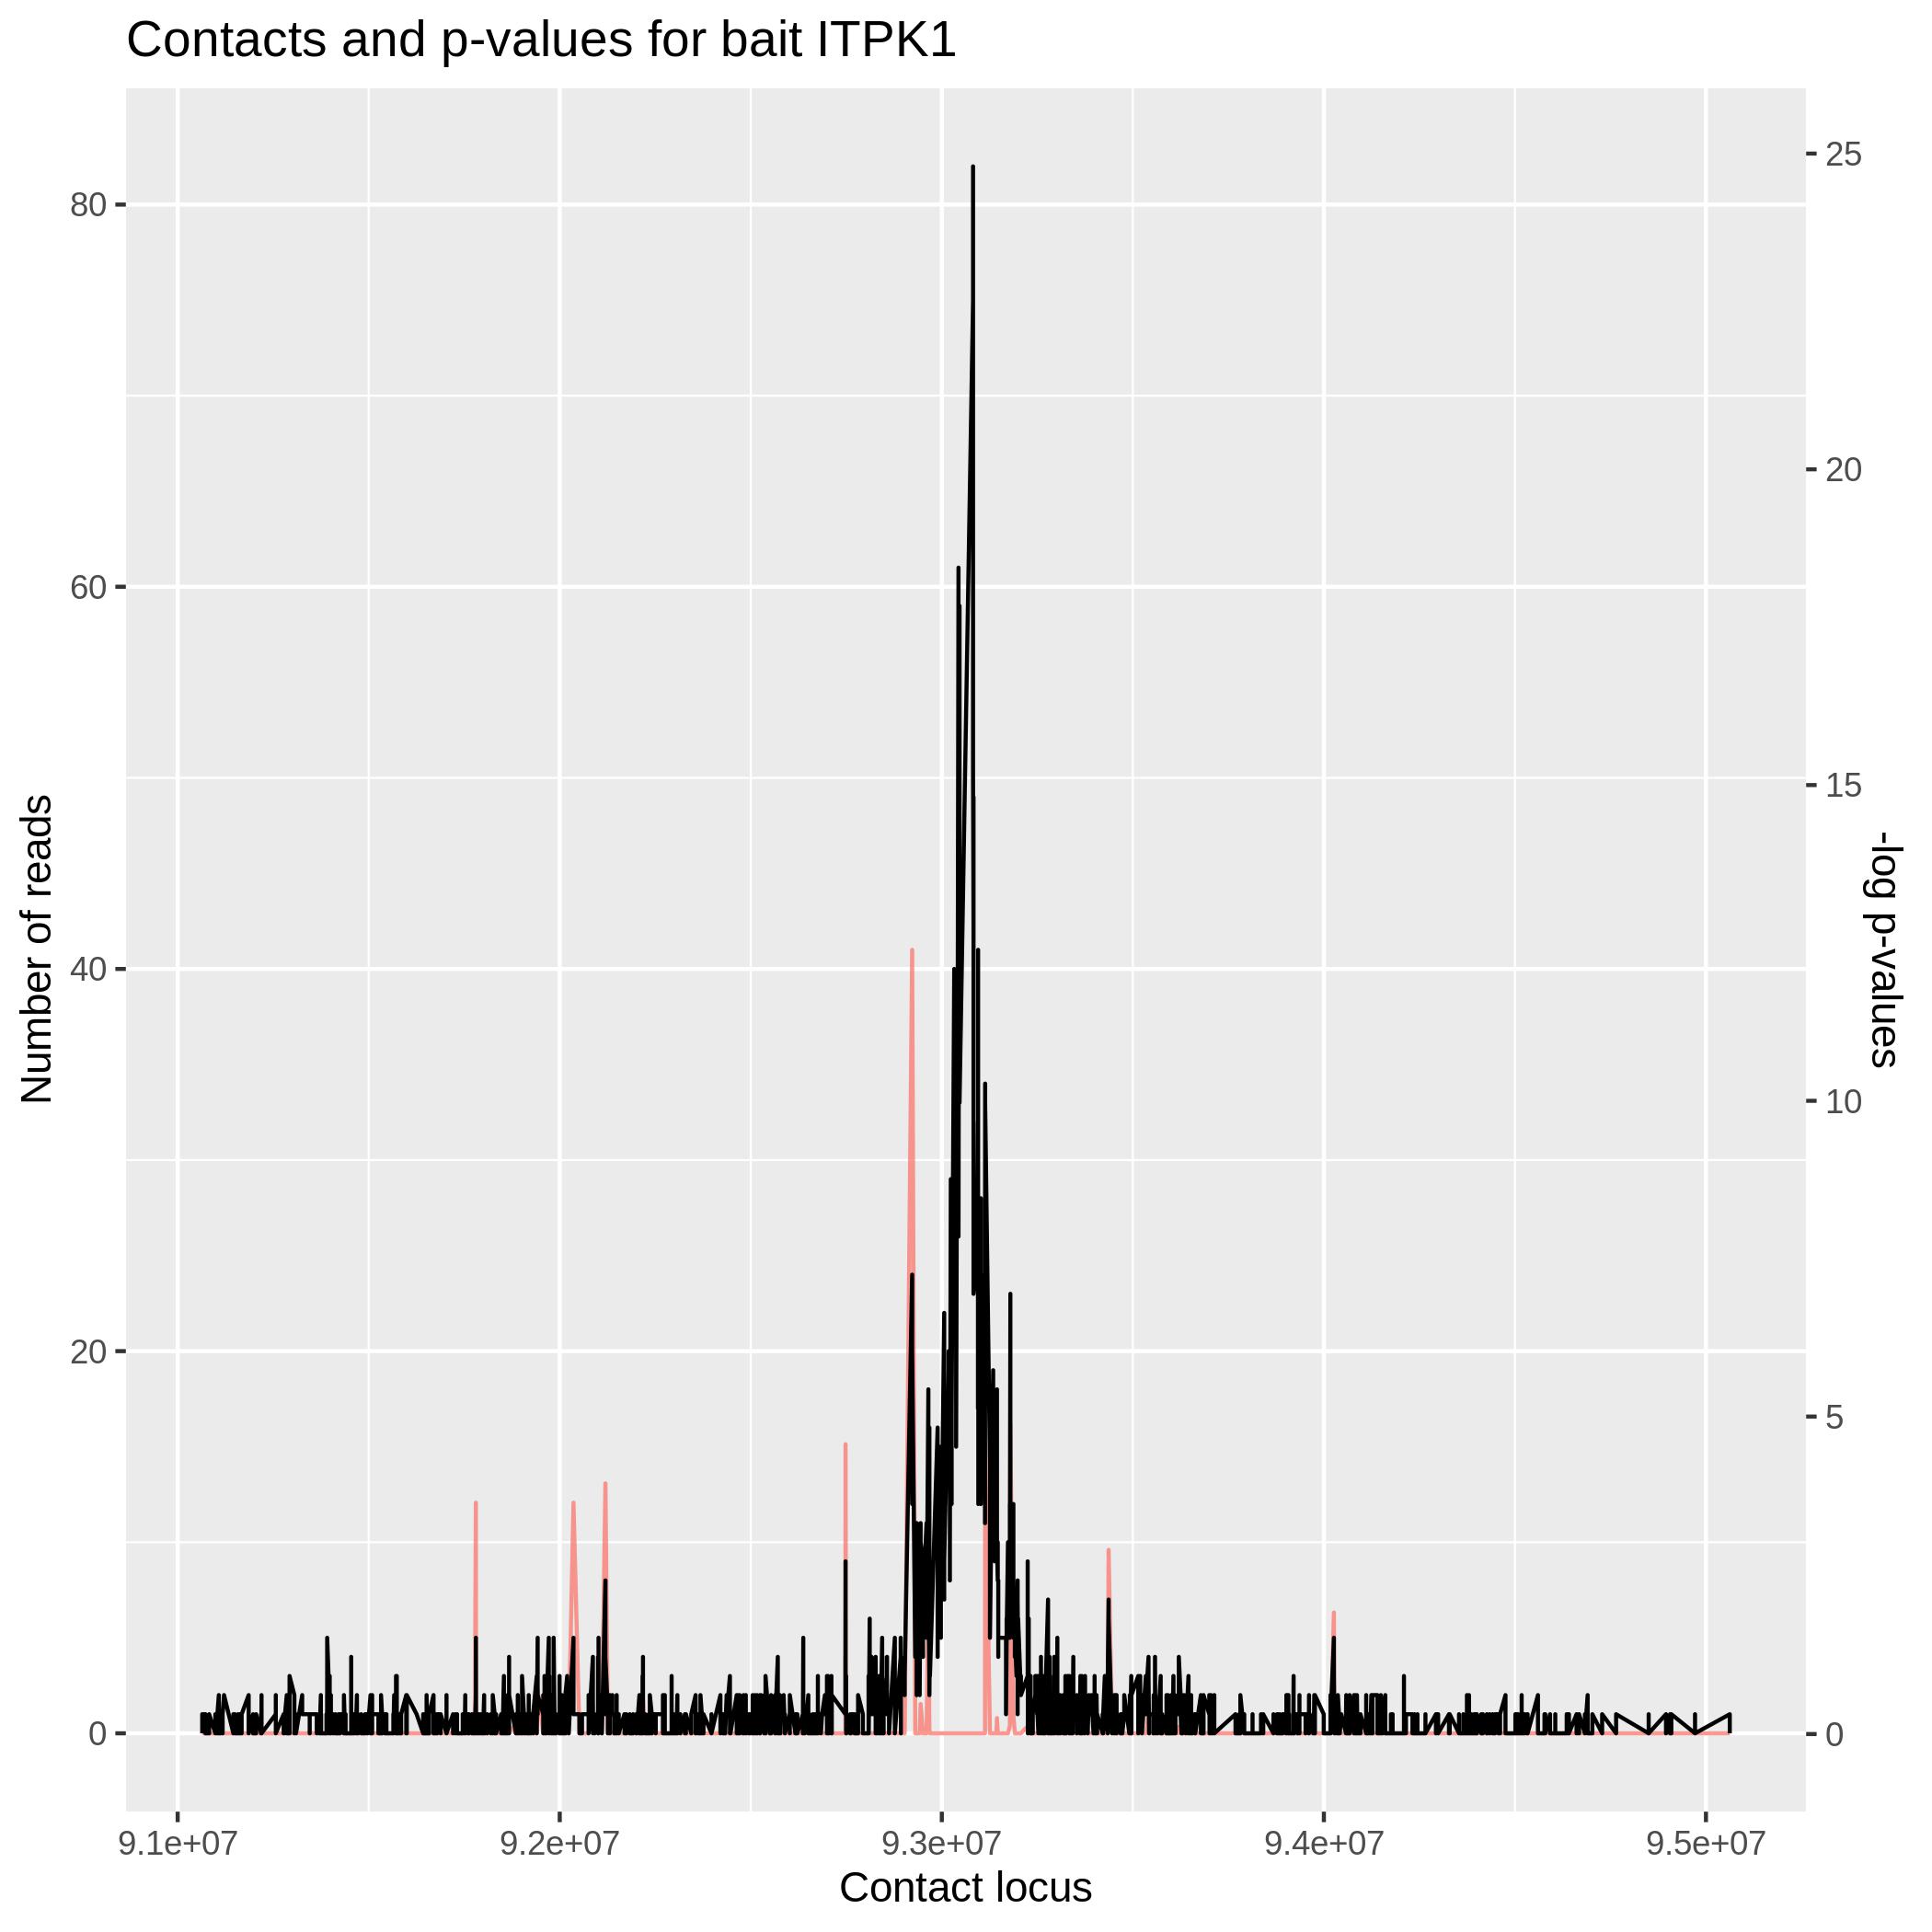 Contacts and p-values for bait ITPK1
80
60
40
20
0
25
20
15
10
5
0
Number of reads
-log p-values
9.1e+07 9.2e+07 9.3e+07 9.4e+07 9.5e+07
Contact locus